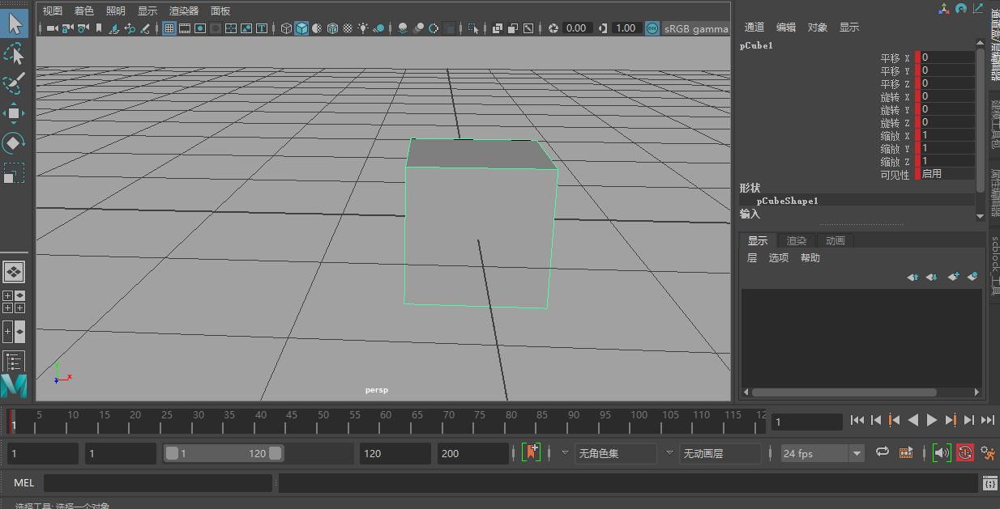 视图 着色 照明 显示 渲染器 面板
0.00 1.00 ON sRGB gamma
通道 编辑 对象 显示
pCube1
平移 X 0
平移 Y 0
平移 Z 0
旋转 X 0
旋转 Y 0
旋转 Z 0
缩放 X 1
缩放 Y 1
缩放 Z 1
可见性 启用
形状
pCubeShape1
输入
通道盒/层编辑器
建模工具包
属性编辑器
scblock_工具
显示 渲染 动画
层 选项 帮助
y
x
z
persp
1 5 10 15 20 25 30 35 40 45 50 55 60 65 70 75 80 85 90 95 100 105 110 115 12
1
1 1 1 120 120 200 无角色集 无动画层 24 fps
MEL
选择工具: 选择一个对象